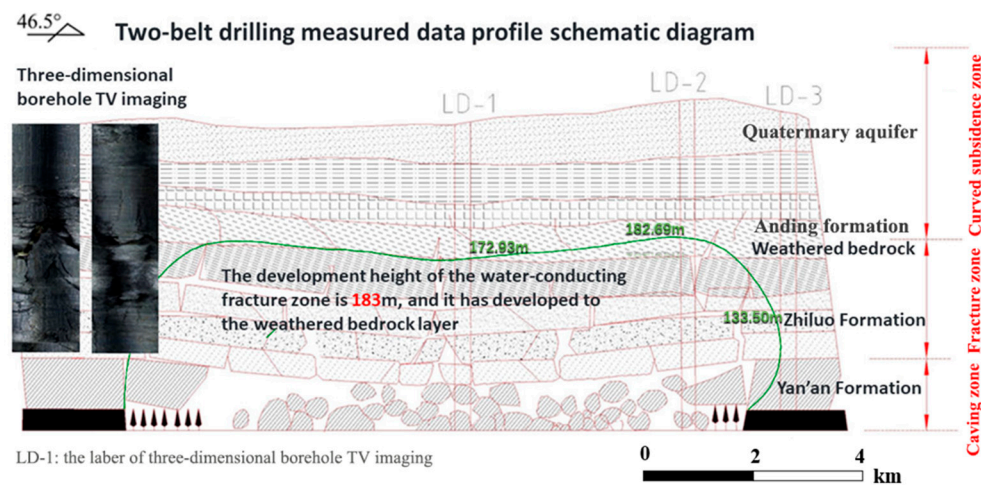 46.5°
Two-belt drilling measured data profile schematic diagram
Three-dimensional
borehole TV imaging
LD-1
LD-2
LD-3
Quaternary aquifer
Curved subsidence zone
Anding formation
Weathered bedrock
182.69m
172.93m
The development height of the water-conducting
fracture zone is 183m, and it has developed to
the weathered bedrock layer
133.50m
Zhiluo Formation
Fracture zone
Yan'an Formation
Caving zone
LD-1: the laber of three-dimensional borehole TV imaging
0 2 4
km